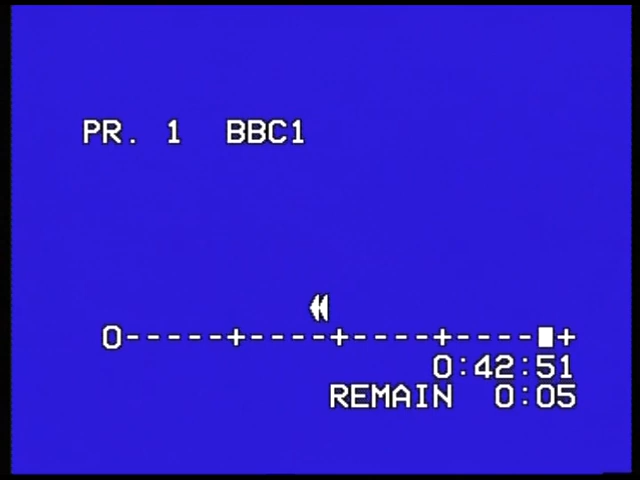 PR. 1 BBC1
0-----+----+----+----■+
0:42:51
REMAIN 0:05